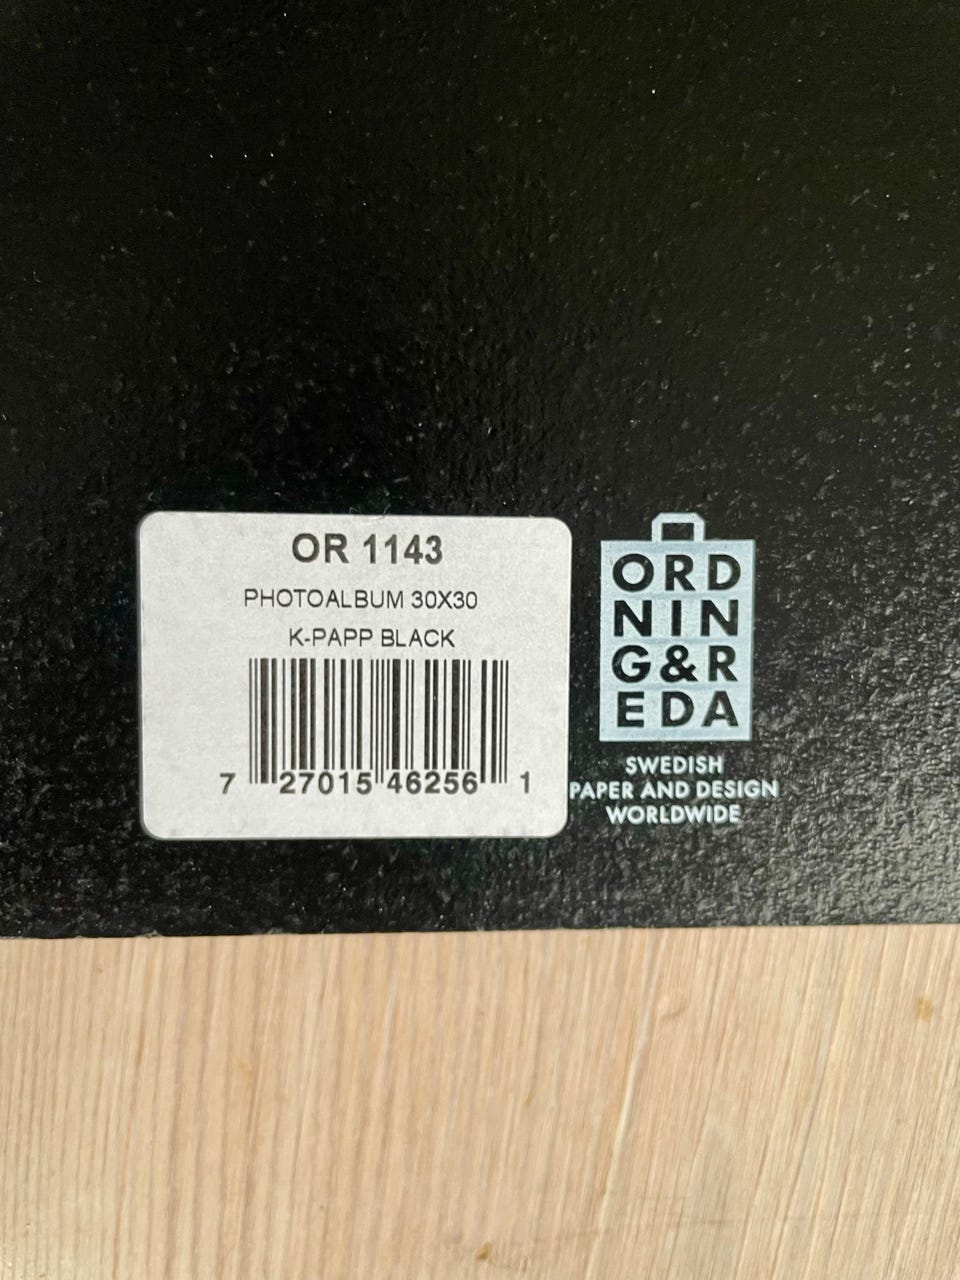 OR 1143
PHOTOALBUM 30X30
K-PAPP BLACK
7 27015 46256 1
ORD
NIN
G&R
EDA
SWEDISH
PAPER AND DESIGN
WORLDWIDE